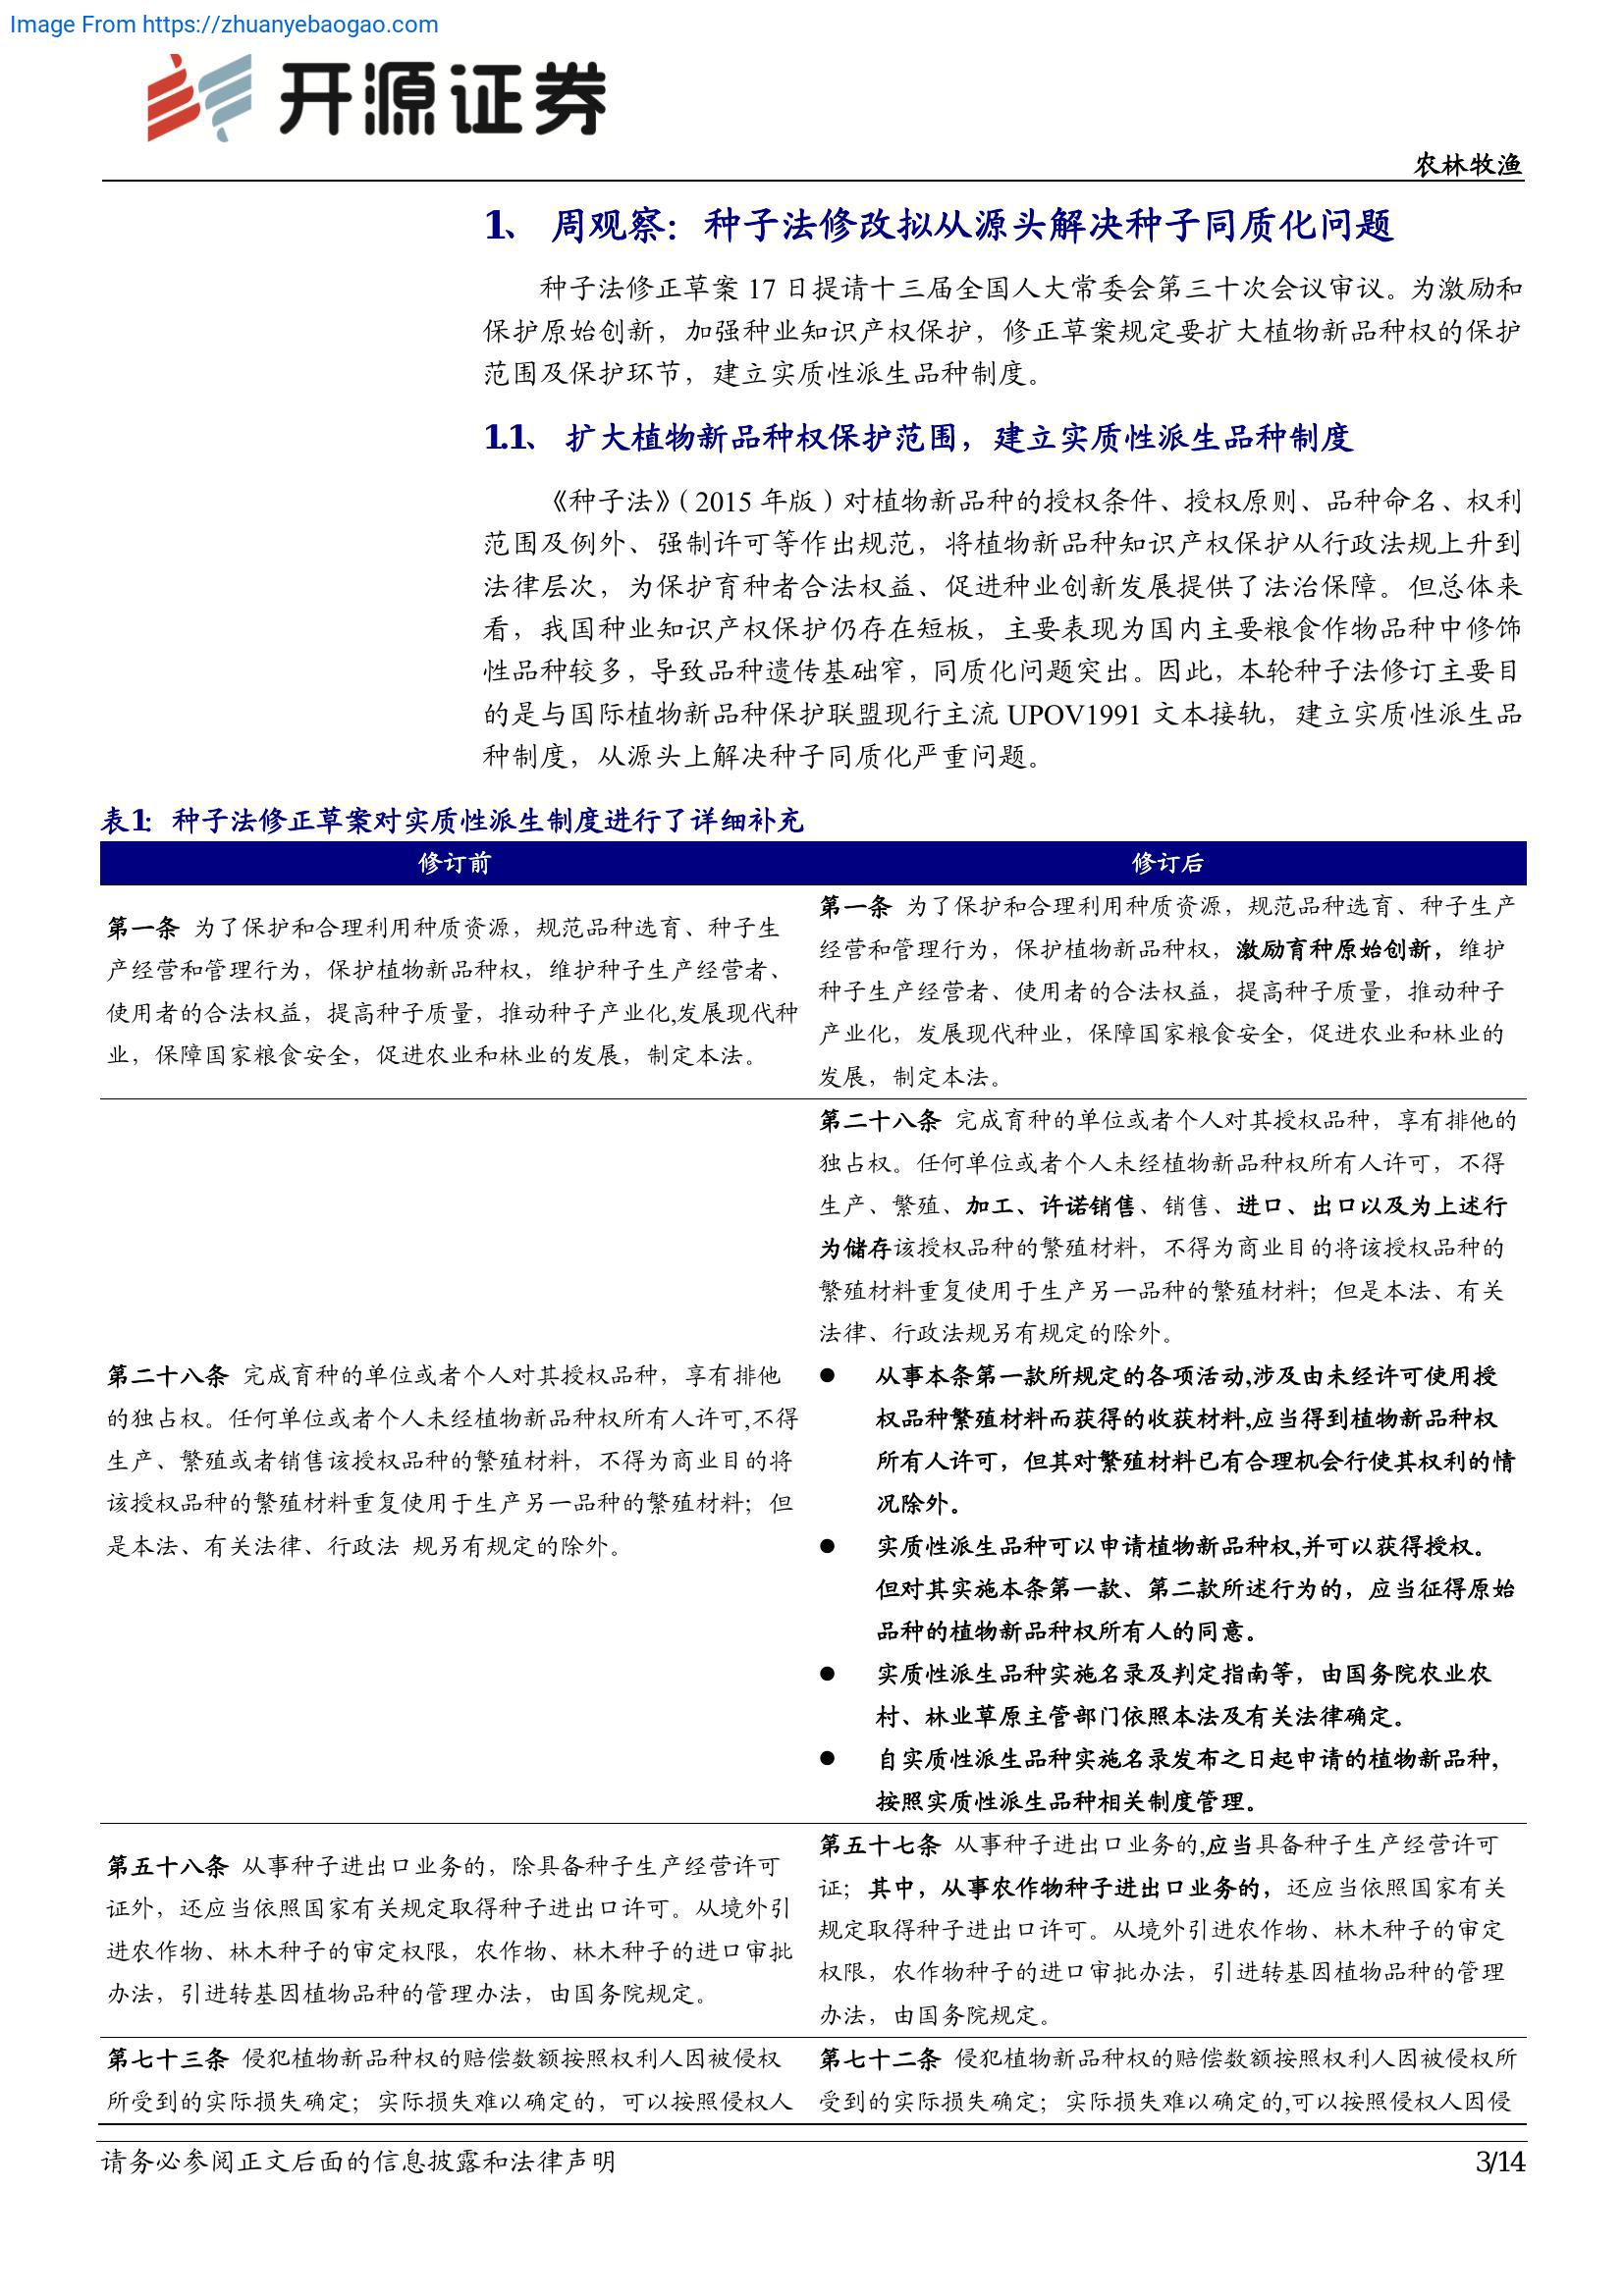 Image From https://zhuanyebaogao.com
开源证券
农林牧渔
1、 周观察：种子法修改拟从源头解决种子同质化问题
种子法修正草案 17 日提请十三届全国人大常委会第三十次会议审议。为激励和
保护原始创新，加强种业知识产权保护，修正草案规定要扩大植物新品种权的保护
范围及保护环节，建立实质性派生品种制度。
1.1、 扩大植物新品种权保护范围，建立实质性派生品种制度
《种子法》（2015 年版）对植物新品种的授权条件、授权原则、品种命名、权利
范围及例外、强制许可等作出规范，将植物新品种知识产权保护从行政法规上升到
法律层次，为保护育种者合法权益、促进种业创新发展提供了法治保障。但总体来
看，我国种业知识产权保护仍存在短板，主要表现为国内主要粮食作物品种中修饰
性品种较多，导致品种遗传基础窄，同质化问题突出。因此，本轮种子法修订主要目
的是与国际植物新品种保护联盟现行主流 UPOV1991 文本接轨，建立实质性派生品
种制度，从源头上解决种子同质化严重问题。
表1：种子法修正草案对实质性派生制度进行了详细补充
修订前
修订后
第一条 为了保护和合理利用种质资源，规范品种选育、种子生
产经营和管理行为，保护植物新品种权，维护种子生产经营者、
使用者的合法权益，提高种子质量，推动种子产业化,发展现代种
业，保障国家粮食安全，促进农业和林业的发展，制定本法。
第一条 为了保护和合理利用种质资源，规范品种选育、种子生产
经营和管理行为，保护植物新品种权，激励育种原始创新，维护
种子生产经营者、使用者的合法权益，提高种子质量，推动种子
产业化，发展现代种业，保障国家粮食安全，促进农业和林业的
发展，制定本法。
第二十八条 完成育种的单位或者个人对其授权品种，享有排他
的独占权。任何单位或者个人未经植物新品种权所有人许可,不得
生产、繁殖或者销售该授权品种的繁殖材料，不得为商业目的将
该授权品种的繁殖材料重复使用于生产另一品种的繁殖材料；但
是本法、有关法律、行政法 规另有规定的除外。
第二十八条 完成育种的单位或者个人对其授权品种，享有排他的
独占权。任何单位或者个人未经植物新品种权所有人许可，不得
生产、繁殖、加工、许诺销售、销售、进口、出口以及为上述行
为储存该授权品种的繁殖材料，不得为商业目的将该授权品种的
繁殖材料重复使用于生产另一品种的繁殖材料；但是本法、有关
法律、行政法规另有规定的除外。
● 从事本条第一款所规定的各项活动,涉及由未经许可使用授
权品种繁殖材料而获得的收获材料,应当得到植物新品种权
所有人许可，但其对繁殖材料已有合理机会行使其权利的情
况除外。
● 实质性派生品种可以申请植物新品种权,并可以获得授权。
但对其实施本条第一款、第二款所述行为的，应当征得原始
品种的植物新品种权所有人的同意。
● 实质性派生品种实施名录及判定指南等，由国务院农业农
村、林业草原主管部门依照本法及有关法律确定。
● 自实质性派生品种实施名录发布之日起申请的植物新品种，
按照实质性派生品种相关制度管理。
第五十八条 从事种子进出口业务的，除具备种子生产经营许可
证外，还应当依照国家有关规定取得种子进出口许可。从境外引
进农作物、林木种子的审定权限，农作物、林木种子的进口审批
办法，引进转基因植物品种的管理办法，由国务院规定。
第五十七条 从事种子进出口业务的,应当具备种子生产经营许可
证；其中，从事农作物种子进出口业务的，还应当依照国家有关
规定取得种子进出口许可。从境外引进农作物、林木种子的审定
权限，农作物种子的进口审批办法，引进转基因植物品种的管理
办法，由国务院规定。
第七十三条 侵犯植物新品种权的赔偿数额按照权利人因被侵权
所受到的实际损失确定；实际损失难以确定的，可以按照侵权人
第七十二条 侵犯植物新品种权的赔偿数额按照权利人因被侵权所
受到的实际损失确定；实际损失难以确定的,可以按照侵权人因侵
请务必参阅正文后面的信息披露和法律声明
3/14